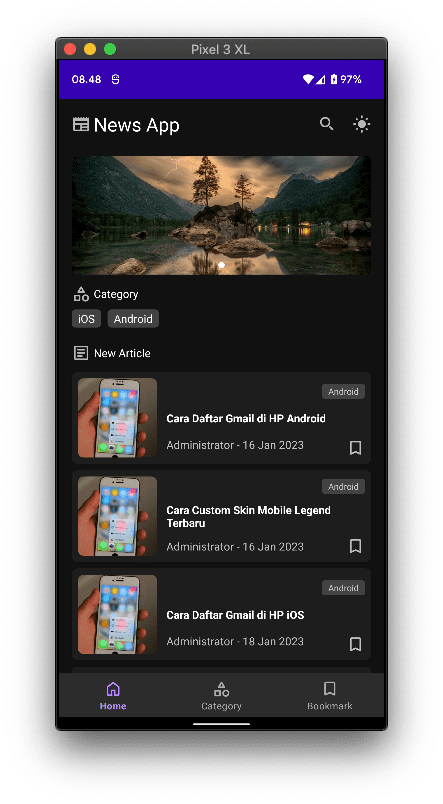 Pixel 3 XL
08.48
97%
News App
Category
iOS
Android
New Article
Android
Cara Daftar Gmail di HP Android
Administrator - 16 Jan 2023
Android
Cara Custom Skin Mobile Legend
Terbaru
Administrator - 16 Jan 2023
Android
Cara Daftar Gmail di HP iOS
Administrator - 18 Jan 2023
Home
Category
Bookmark